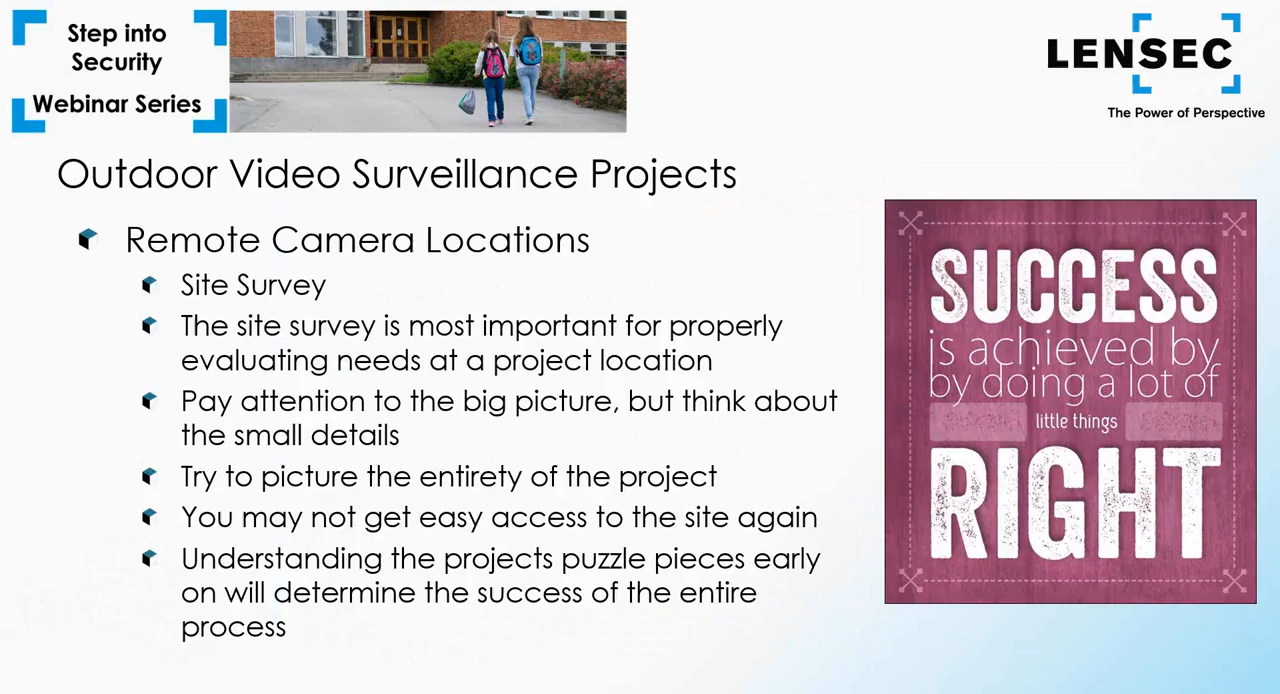 Step into
Security
Webinar Series
LENSEC
The Power of Perspective
Outdoor Video Surveillance Projects
Remote Camera Locations
Site Survey
The site survey is most important for properly
evaluating needs at a project location
Pay attention to the big picture, but think about
the small details
Try to picture the entirety of the project
You may not get easy access to the site again
Understanding the projects puzzle pieces early
on will determine the success of the entire
process
SUCCESS
is achieved by
by doing a lot of
little things
RIGHT